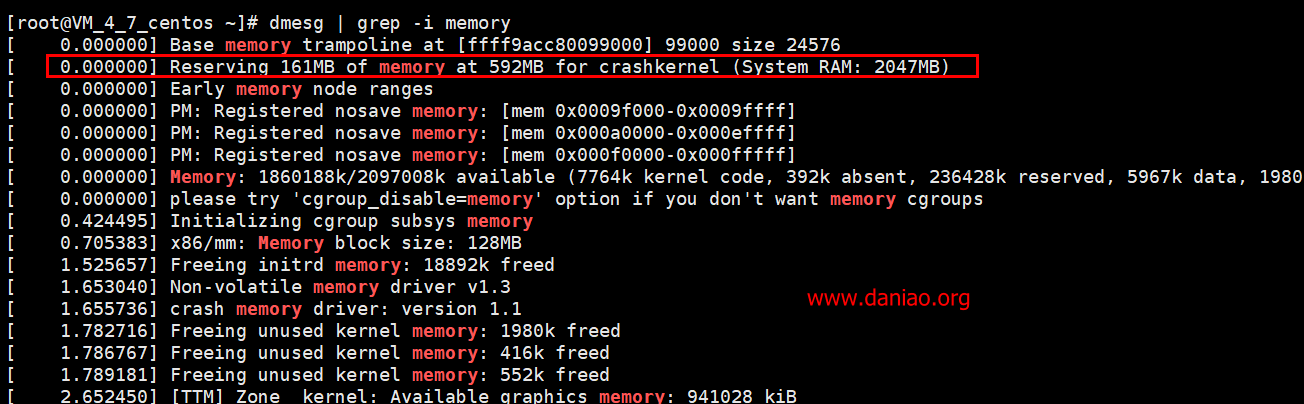 [root@VM_4_7_centos ~]# dmesg | grep -i memory
[    0.000000] Base memory trampoline at [ffff9acc80099000] 99000 size 24576
[    0.000000] Reserving 161MB of memory at 592MB for crashkernel (System RAM: 2047MB)
[    0.000000] Early memory node ranges
[    0.000000] PM: Registered nosave memory: [mem 0x0009f000-0x0009ffff]
[    0.000000] PM: Registered nosave memory: [mem 0x000a0000-0x000effff]
[    0.000000] PM: Registered nosave memory: [mem 0x000f0000-0x000fffff]
[    0.000000] Memory: 1860188k/2097008k available (7764k kernel code, 392k absent, 236428k reserved, 5967k data, 1980
[    0.000000] please try 'cgroup_disable=memory' option if you don't want memory cgroups
[    0.424495] Initializing cgroup subsys memory
[    0.705383] x86/mm: Memory block size: 128MB
[    1.525657] Freeing initrd memory: 18892k freed
[    1.653040] Non-volatile memory driver v1.3
[    1.655736] crash memory driver: version 1.1
[    1.782716] Freeing unused kernel memory: 1980k freed
[    1.786767] Freeing unused kernel memory: 416k freed
[    1.789181] Freeing unused kernel memory: 552k freed
[    2.652450] [TTM] Zone  kernel: Available graphics memory: 941028 kiB
www.daniao.org